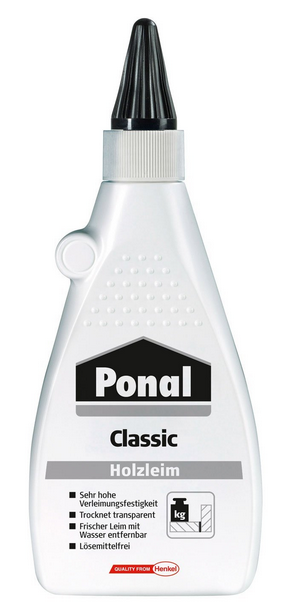 Ponal
Classic
Holzleim
Sehr hohe
Verleimungsfestigkeit
Trocknet transparent
Frischer Leim mit
Wasser entfernbar
Lösemittelfrei
kg
QUALITY FROM Henkel